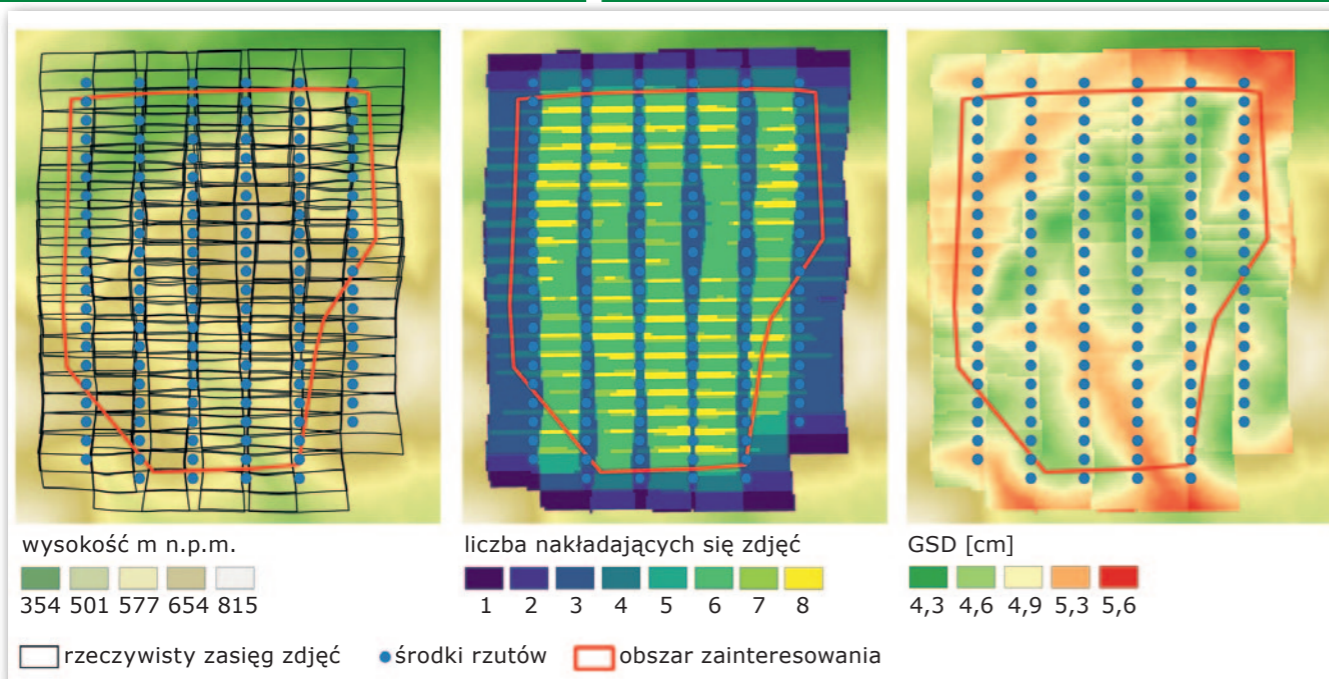 wysokość m n.p.m.
354 501 577 654 815
liczba nakładających się zdjęć
1 2 3 4 5 6 7 8
GSD [cm]
4,3 4,6 4,9 5,3 5,6
rzeczywisty zasięg zdjęć środki rzutów obszar zainteresowania